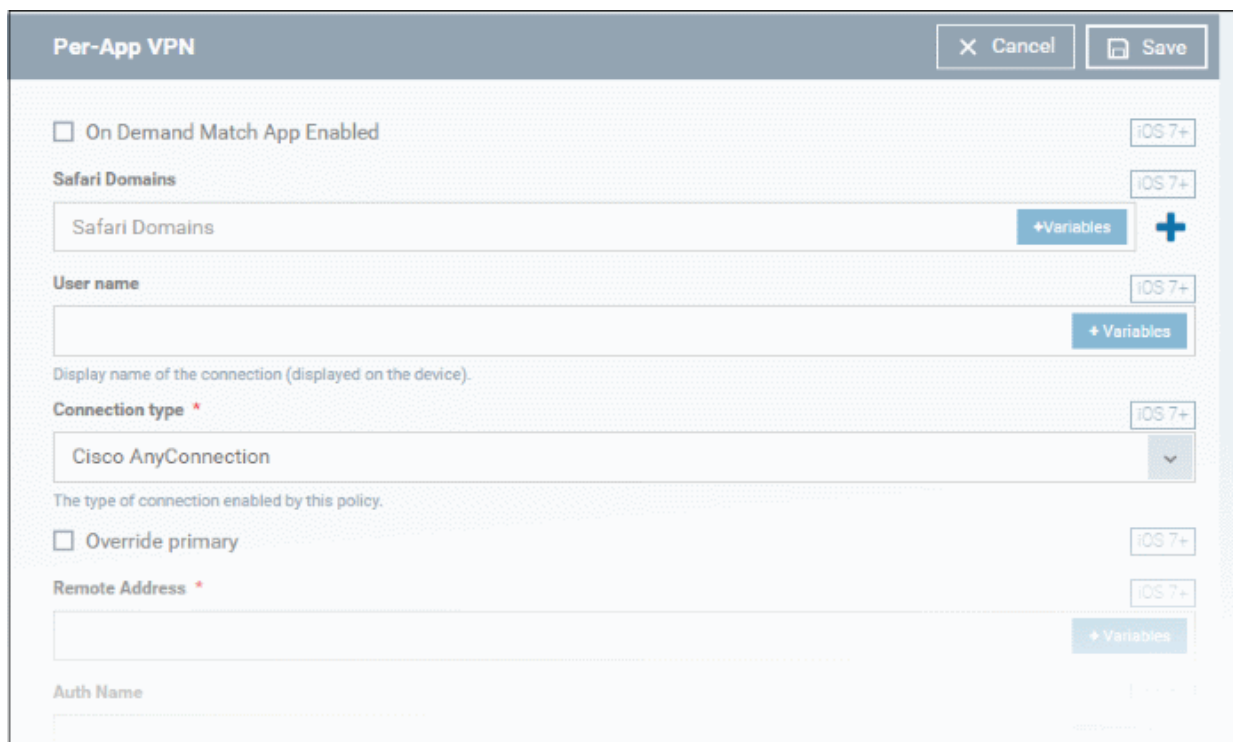 Per-App VPN
Cancel
Save
On Demand Match App Enabled
iOS 7+
Safari Domains
iOS 7+
Safari Domains
+Variables
User name
iOS 7+
+ Variables
Display name of the connection (displayed on the device).
Connection type *
iOS 7+
Cisco AnyConnection
The type of connection enabled by this policy.
Override primary
iOS 7+
Remote Address *
iOS 7+
+ Variables
Auth Name